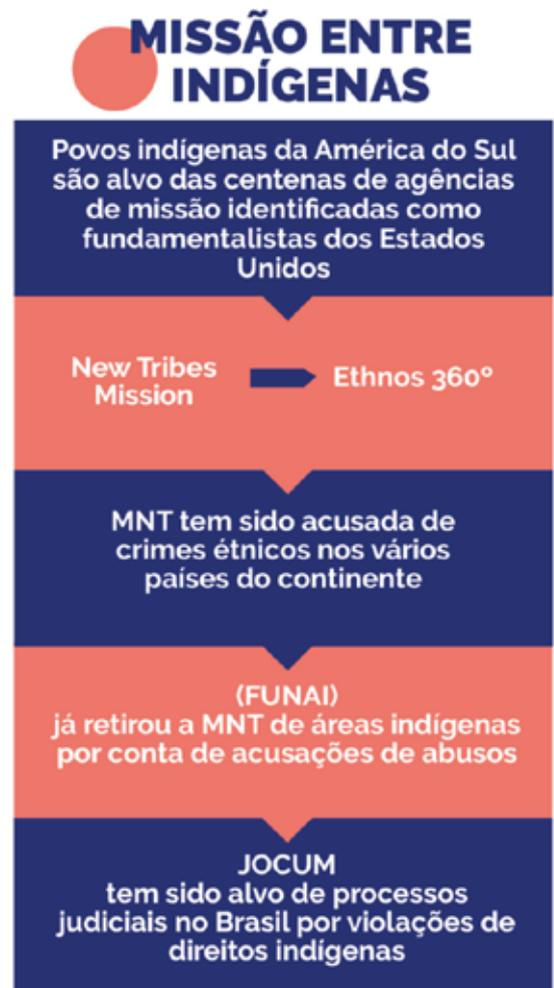 MISSÃO ENTRE
INDÍGENAS
Povos indígenas da América do Sul
são alvo das centenas de agências
de missão identificadas como
fundamentalistas dos Estados
Unidos
New Tribes
Mission
Ethnos 360º
MNT tem sido acusada de
crimes étnicos nos vários
países do continente
(FUNAI)
já retirou a MNT de áreas indígenas
por conta de acusações de abusos
JOCUM
tem sido alvo de processos
judiciais no Brasil por violações de
direitos indígenas